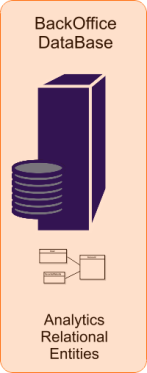 BackOffice
DataBase
Analytics
Relational
Entities